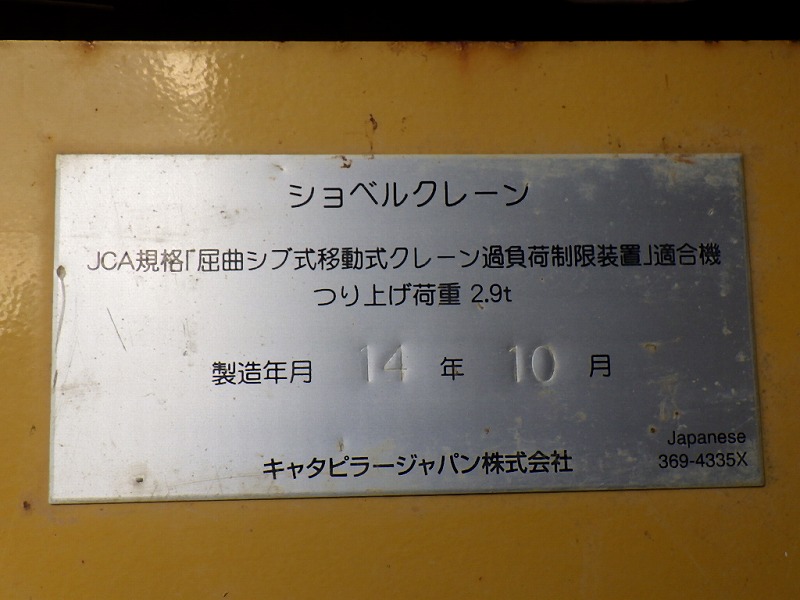 ショベルクレーン
JCA規格「屈曲ジブ式移動式クレーン過負荷制限装置」適合機
つり上げ荷重 2.9t
製造年月 14 年 10 月
キャタピラージャパン株式会社
Japanese
369-4335X